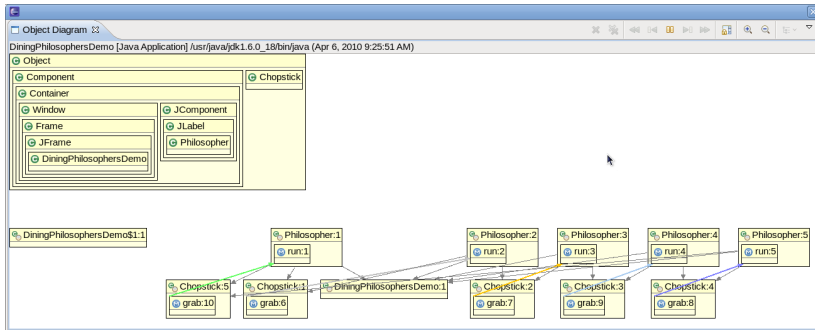 Object Diagram
DiningPhilosophersDemo [Java Application] /usr/java/jdk1.6.0_18/bin/java (Apr 6, 2010 9:25:51 AM)
Object
Component
Chopstick
Container
Window
JComponent
Frame
JLabel
JFrame
Philosopher
DiningPhilosophersDemo
DiningPhilosophersDemo$1:1
Philosopher:1
Philosopher:2
Philosopher:3
Philosopher:4
Philosopher:5
run:1
run:2
run:3
run:4
run:5
Chopstick:5
Chopstick:1
DiningPhilosophersDemo:1
Chopstick:2
Chopstick:3
Chopstick:4
grab:10
grab:6
grab:7
grab:9
grab:8